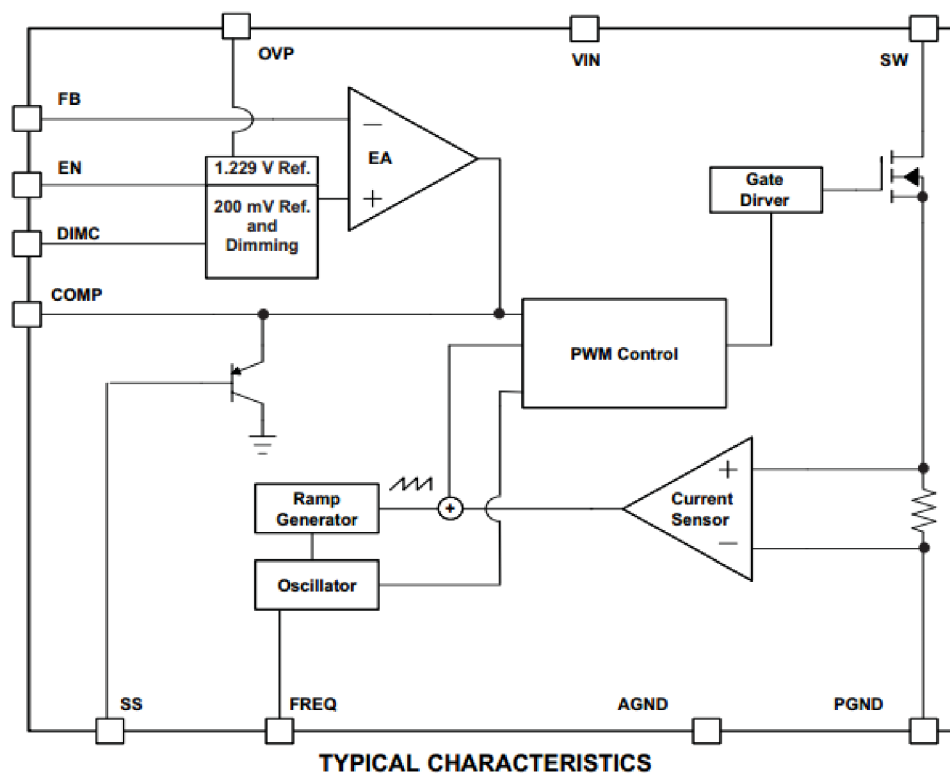 OVP
VIN
SW
FB
EA
−
+
EN
1.229 V Ref.
200 mV Ref.
and
Dimming
DIMC
Gate
Dirver
COMP
PWM Control
Ramp
Generator
+
Current
Sensor
+
−
Oscillator
SS
FREQ
AGND
PGND
TYPICAL CHARACTERISTICS